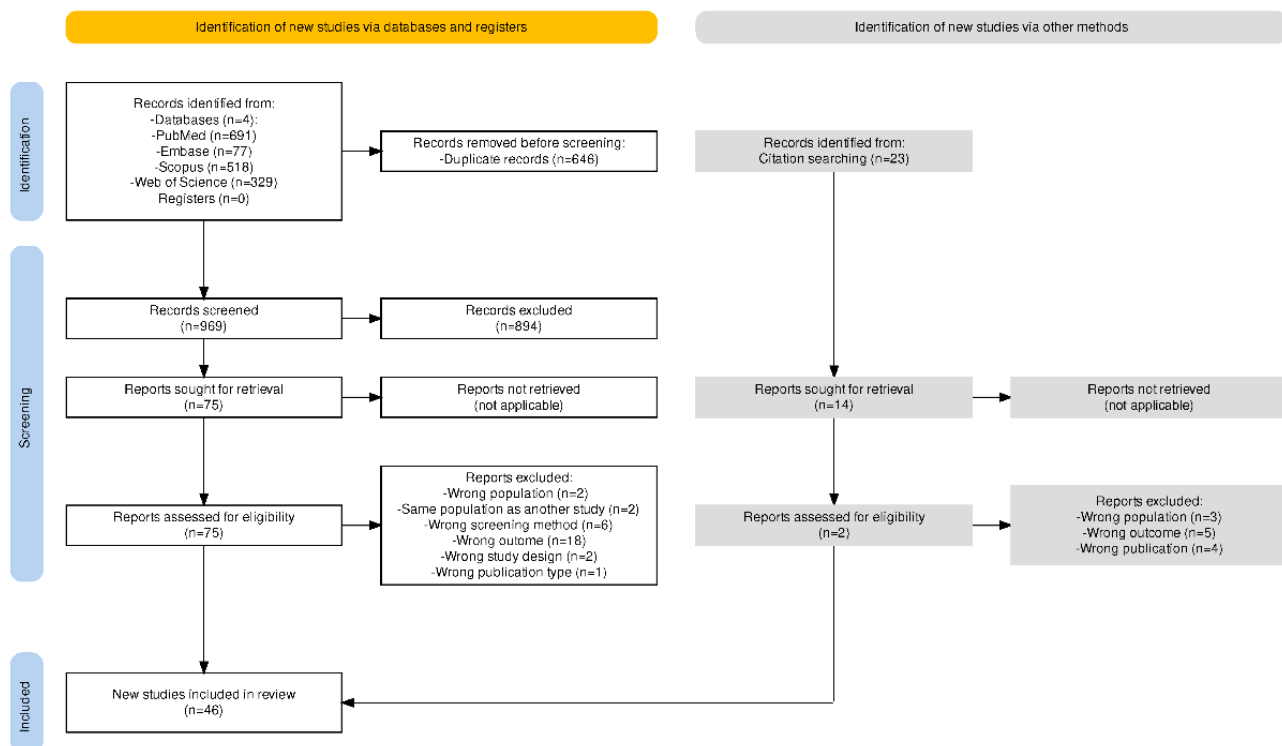 Identification of new studies via databases and registers
Identification of new studies via other methods
Identification
Records identified from:
-Databases (n=4):
-PubMed (n=691)
-Embase (n=77)
-Scopus (n=518)
-Web of Science (n=329)
Registers (n=0)
Records removed before screening:
-Duplicate records (n=646)
Records identified from:
Citation searching (n=23)
Screening
Records screened
(n=969)
Records excluded
(n=894)
Reports sought for retrieval
(n=75)
Reports not retrieved
(not applicable)
Reports sought for retrieval
(n=14)
Reports not retrieved
(not applicable)
Reports assessed for eligibility
(n=75)
Reports excluded:
-Wrong population (n=2)
-Same population as another study (n=2)
-Wrong screening method (n=6)
-Wrong outcome (n=18)
-Wrong study design (n=2)
-Wrong publication type (n=1)
Reports assessed for eligibility
(n=2)
Reports excluded:
-Wrong population (n=3)
-Wrong outcome (n=5)
-Wrong publication (n=4)
Included
New studies included in review
(n=46)